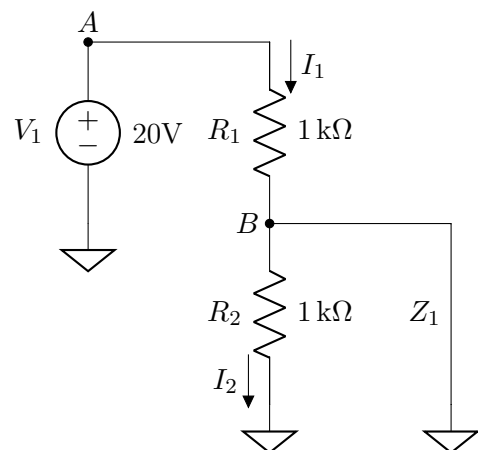 A
I₁
V₁
+
−
20V
R₁
1 kΩ
B
R₂
1 kΩ
Z₁
I₂